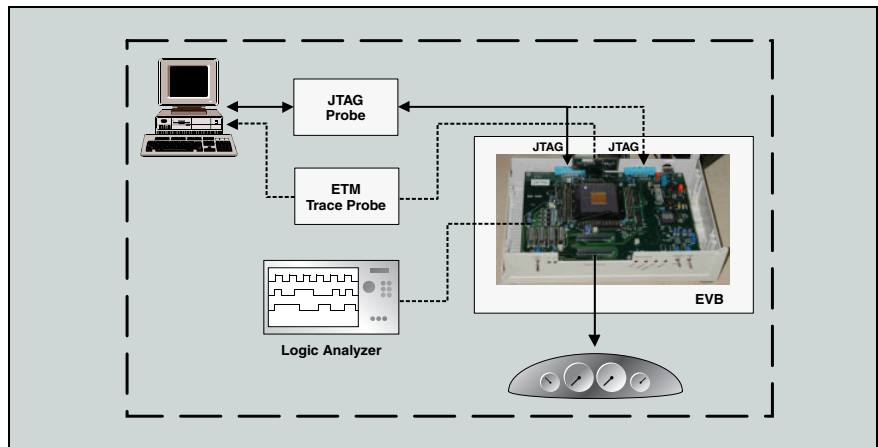 JTAG
Probe
JTAG JTAG
ETM
Trace Probe
EVB
Logic Analyzer